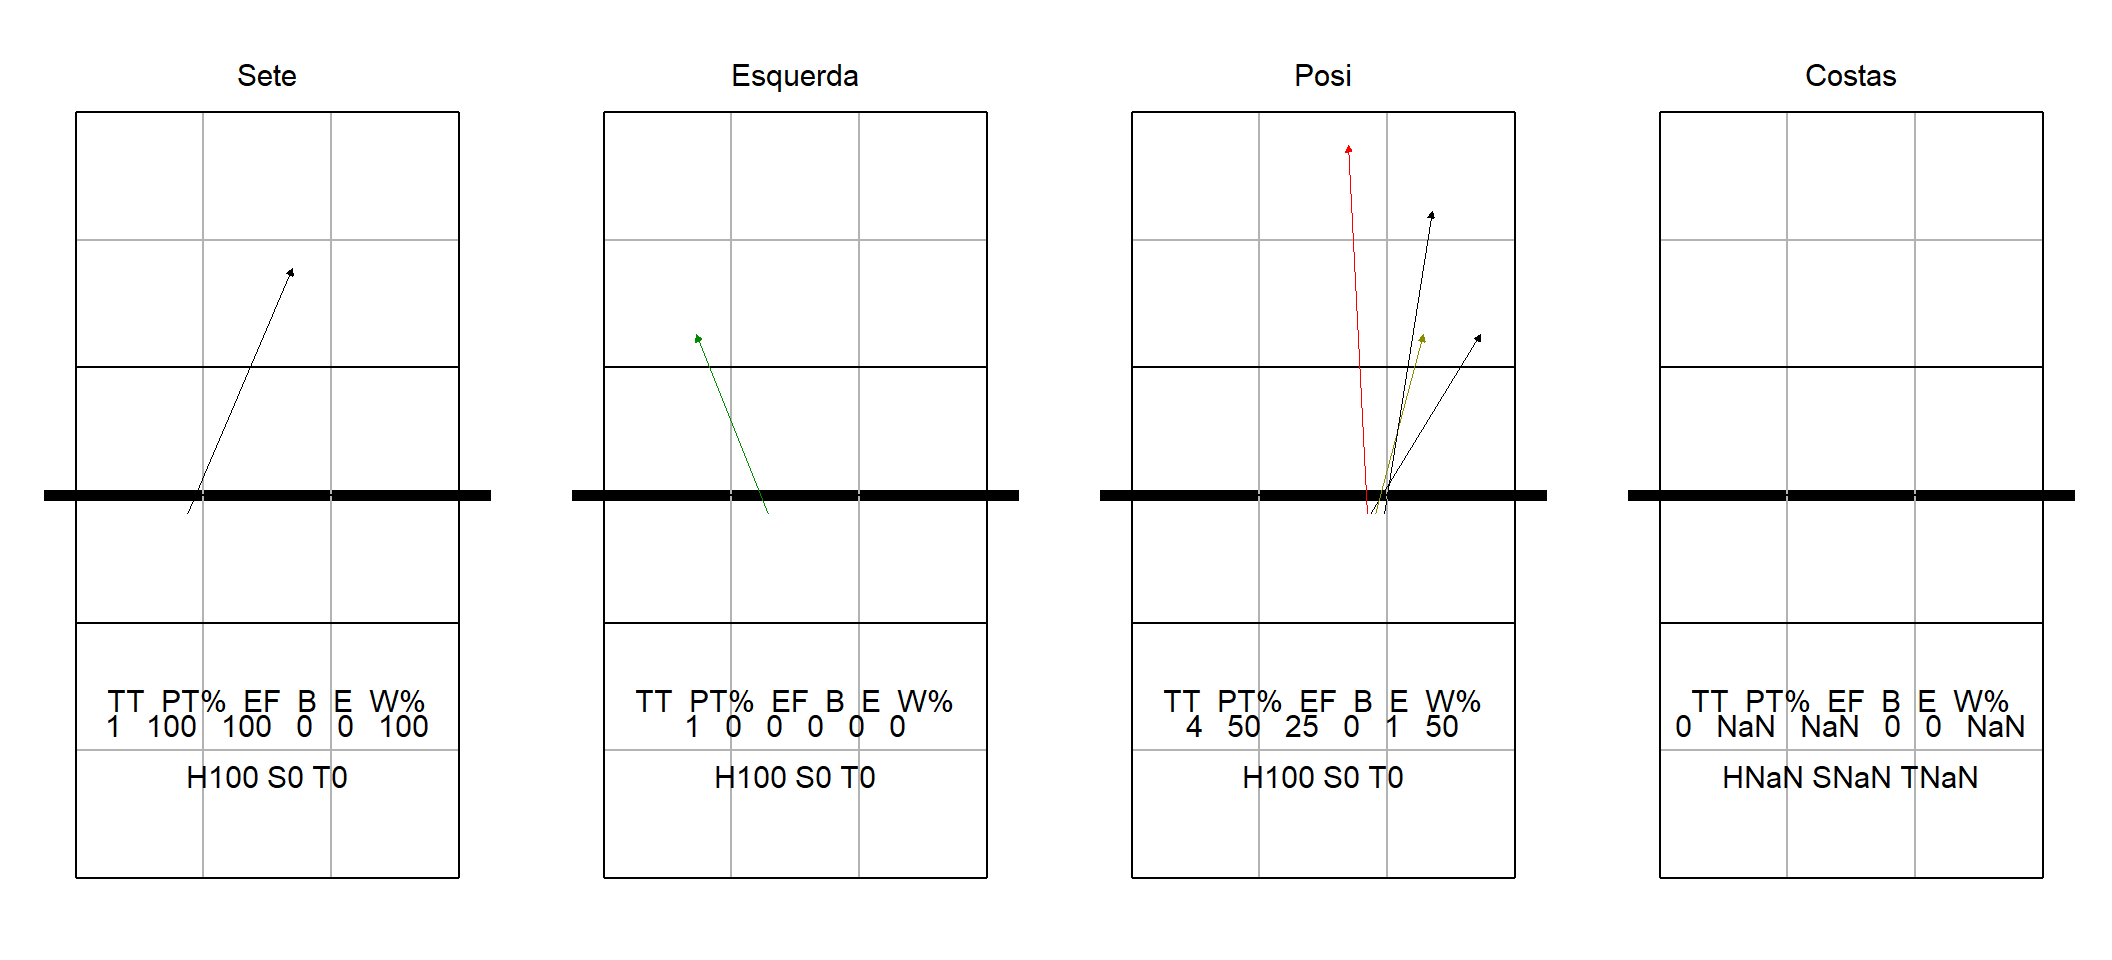 Sete
TT PT% EF B E W%
1 100 100 0 0 100
H100 S0 T0
Esquerda
TT PT% EF B E W%
1 0 0 0 0 0
H100 S0 T0
Posi
TT PT% EF B E W%
4 50 25 0 1 50
H100 S0 T0
Costas
TT PT% EF B E W%
0 NaN NaN 0 0 NaN
HNaN SNaN TNaN